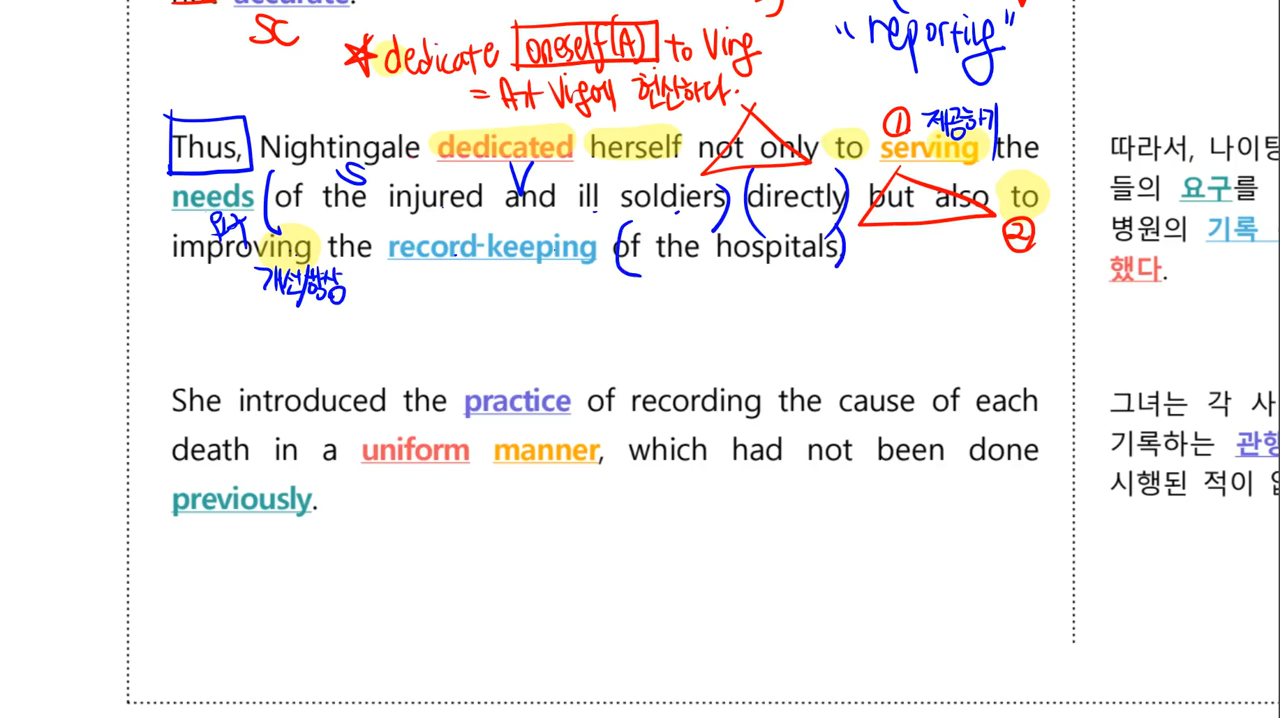 accurate.
SC
★ dedicate oneself(A) to Ving
= A가 Ving에 헌신하다.
"reporting"
① 제공하기
Thus, Nightingale dedicated herself not only to serving the
S V
needs of the injured and ill soldiers (directly) but also to
요구 ②
improving the record-keeping (of the hospitals)
개선/향상
She introduced the practice of recording the cause of each
death in a uniform manner, which had not been done
previously.
따라서, 나이팅
들의 요구를
병원의 기록
했다.
그녀는 각 사
기록하는 관행
시행된 적이